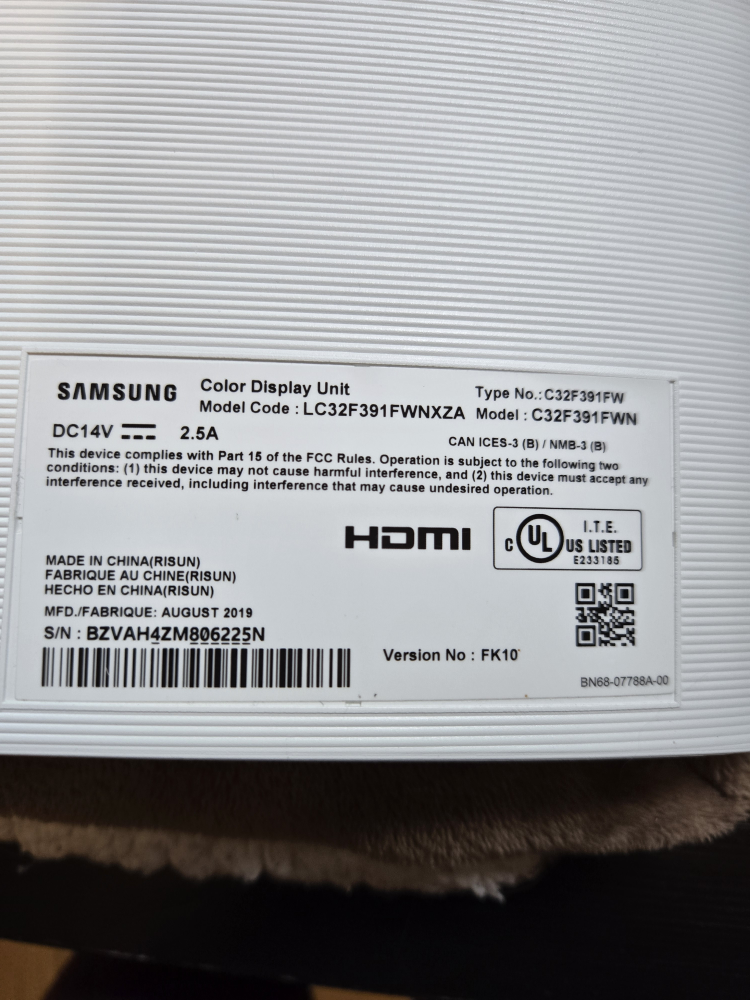 SAMSUNG
Color Display Unit
Type No.:C32F391FW
Model Code : LC32F391FWNXZA Model : C32F391FWN
DC14V 2.5A
CAN ICES-3 (B) / NMB-3 (B)
This device complies with Part 15 of the FCC Rules. Operation is subject to the following two
conditions: (1) this device may not cause harmful interference, and (2) this device must accept any
interference received, including interference that may cause undesired operation.
HDMI
C UL US LISTED
I.T.E.
E233185
MADE IN CHINA(RISUN)
FABRIQUE AU CHINE(RISUN)
HECHO EN CHINA(RISUN)
MFD./FABRIQUE: AUGUST 2019
S/N : BZVAH4ZM806225N
Version No : FK10
BN68-07788A-00